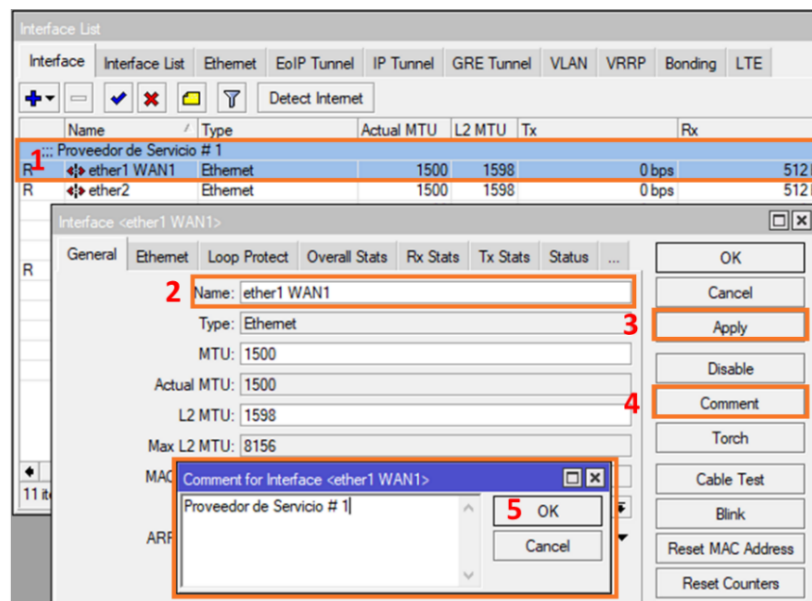 Interface List
Interface Interface List Ethernet EoIP Tunnel IP Tunnel GRE Tunnel VLAN VRRP Bonding LTE
Detect Internet
Name / Type Actual MTU L2 MTU Tx Rx
;;; Proveedor de Servicio # 1
1
R ether1 WAN1 Ethernet 1500 1598 0 bps 512
R ether2 Ethernet 1500 1598 0 bps 512
R
11
Interface <ether1 WAN1>
General Ethernet Loop Protect Overall Stats Rx Stats Tx Stats Status ...
2 Name: ether1 WAN1
Type: Ethernet
MTU: 1500
Actual MTU: 1500
L2 MTU: 1598
Max L2 MTU: 8156
MAC
ARP
OK
Cancel
3 Apply
Disable
4 Comment
Torch
Cable Test
Blink
Reset MAC Address
Reset Counters
Comment for Interface <ether1 WAN1>
Proveedor de Servicio # 1
5 OK
Cancel